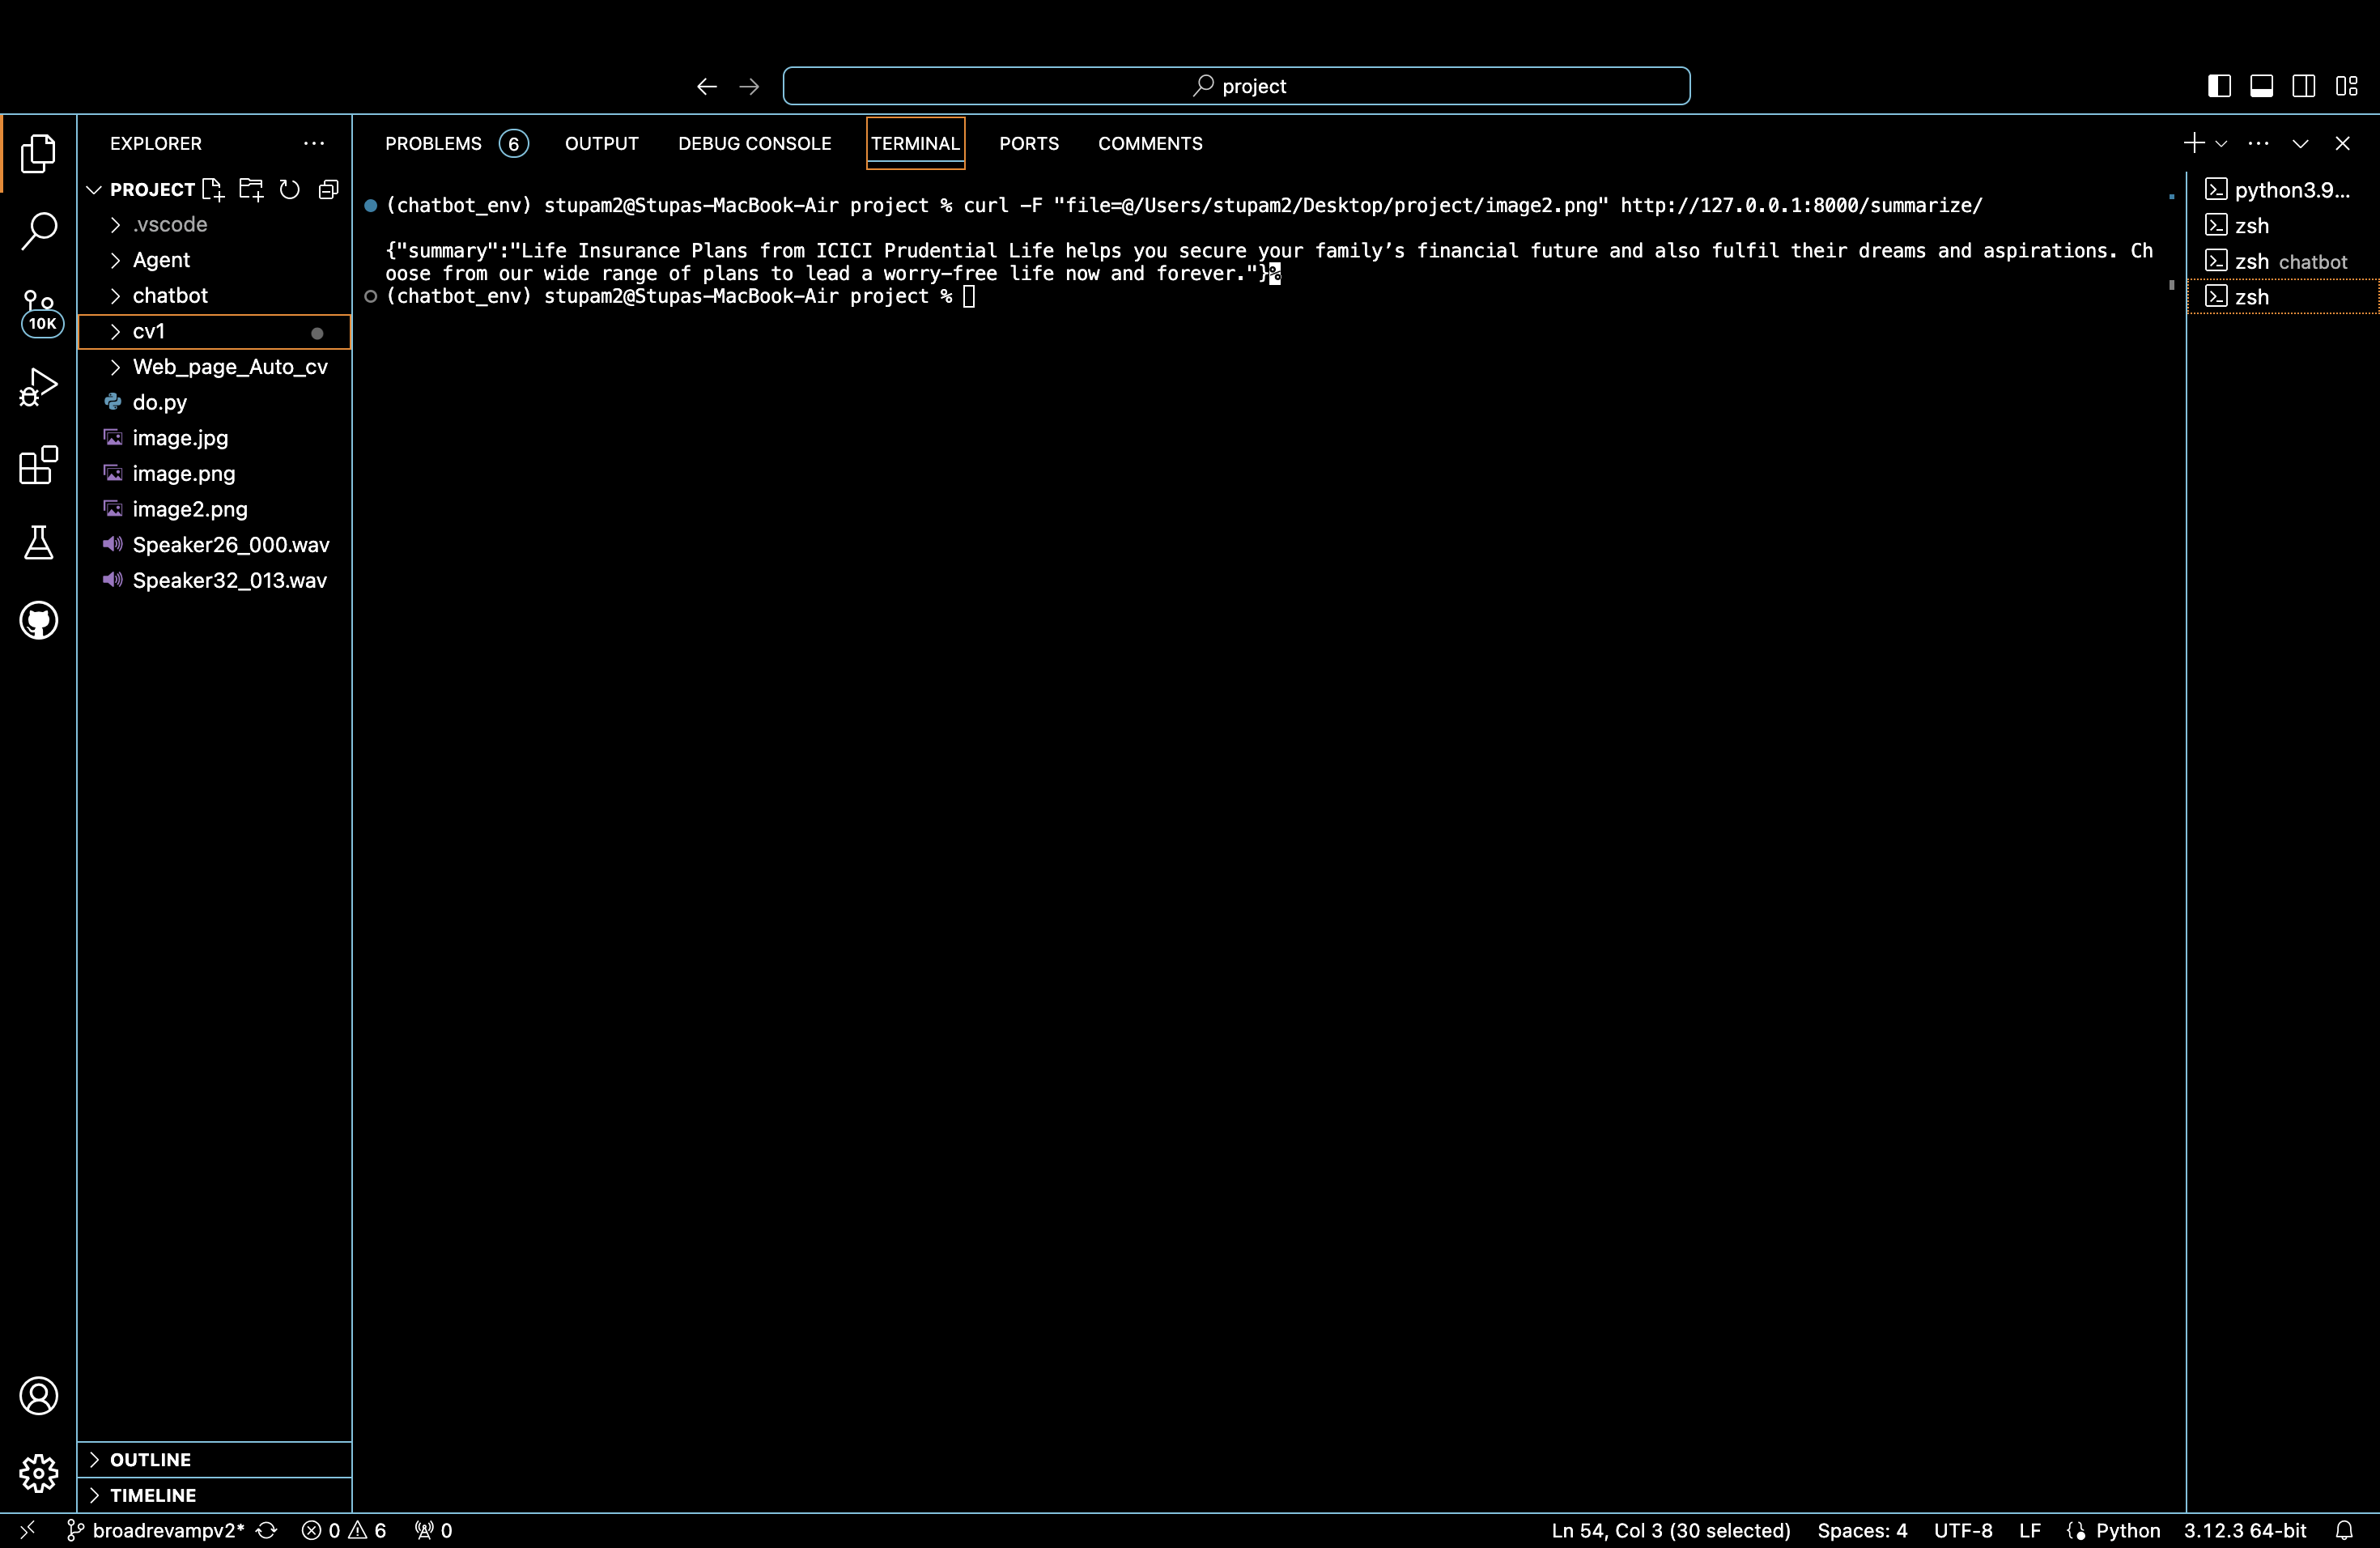 project
EXPLORER
PROJECT
.vscode
Agent
chatbot
cv1
Web_page_Auto_cv
do.py
image.jpg
image.png
image2.png
Speaker26_000.wav
Speaker32_013.wav
OUTLINE
TIMELINE
10K
PROBLEMS 6 OUTPUT DEBUG CONSOLE TERMINAL PORTS COMMENTS
(chatbot_env) stupam2@Stupas-MacBook-Air project % curl -F "file=@/Users/stupam2/Desktop/project/image2.png" http://127.0.0.1:8000/summarize/
{"summary":"Life Insurance Plans from ICICI Prudential Life helps you secure your family’s financial future and also fulfil their dreams and aspirations. Ch
oose from our wide range of plans to lead a worry-free life now and forever."}%
(chatbot_env) stupam2@Stupas-MacBook-Air project %
python3.9...
zsh
zsh chatbot
zsh
broadrevampv2* 0 6 0 Ln 54, Col 3 (30 selected) Spaces: 4 UTF-8 LF Python 3.12.3 64-bit